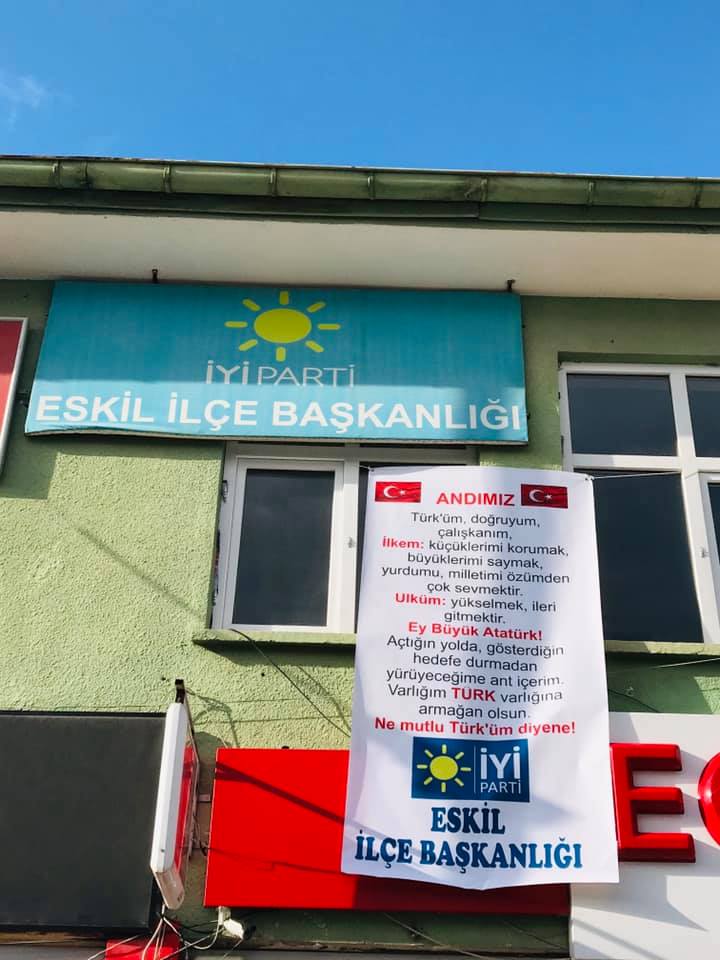 İYİ PARTİ
ESKİL İLÇE BAŞKANLIĞI
ANDIMIZ
Türk'üm, doğruyum,
çalışkanım,
İlkem: küçüklerimi korumak,
büyüklerimi saymak,
yurdumu, milletimi özümden
çok sevmektir.
Ulküm: yükselmek, ileri
gitmektir.
Ey Büyük Atatürk!
Açtığın yolda, gösterdiğin
hedefe durmadan
yürüyeceğime ant içerim.
Varlığım TÜRK varlığına
armağan olsun.
Ne mutlu Türk'üm diyene!
İYİ
PARTİ
ESKİL
İLÇE BAŞKANLIĞI